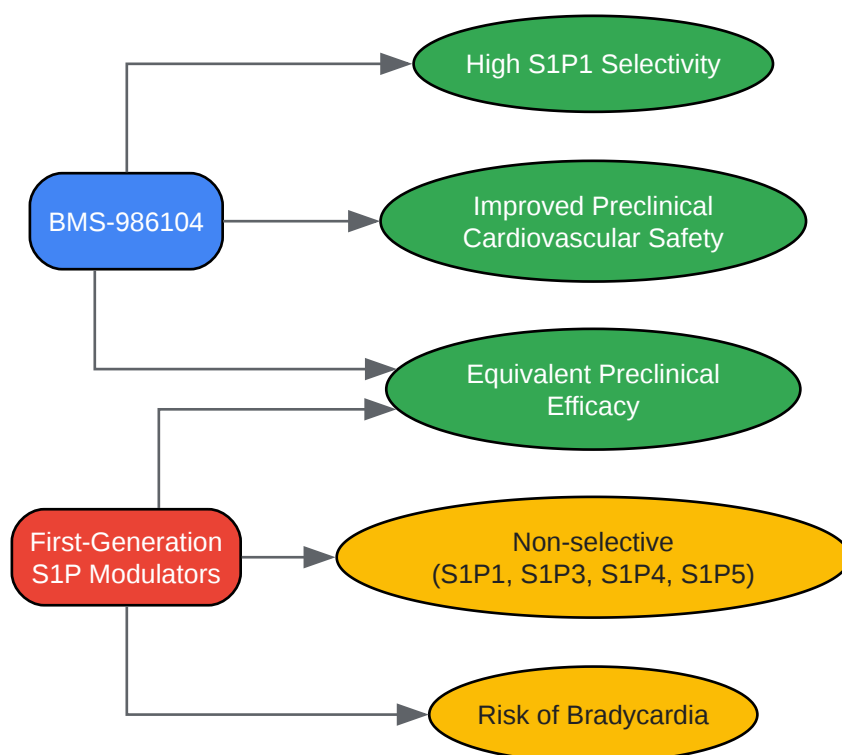 High S1P1 Selectivity
BMS-986104
Improved Preclinical
Cardiovascular Safety
Equivalent Preclinical
Efficacy
First-Generation
S1P Modulators
Non-selective
(S1P1, S1P3, S1P4, S1P5)
Risk of Bradycardia